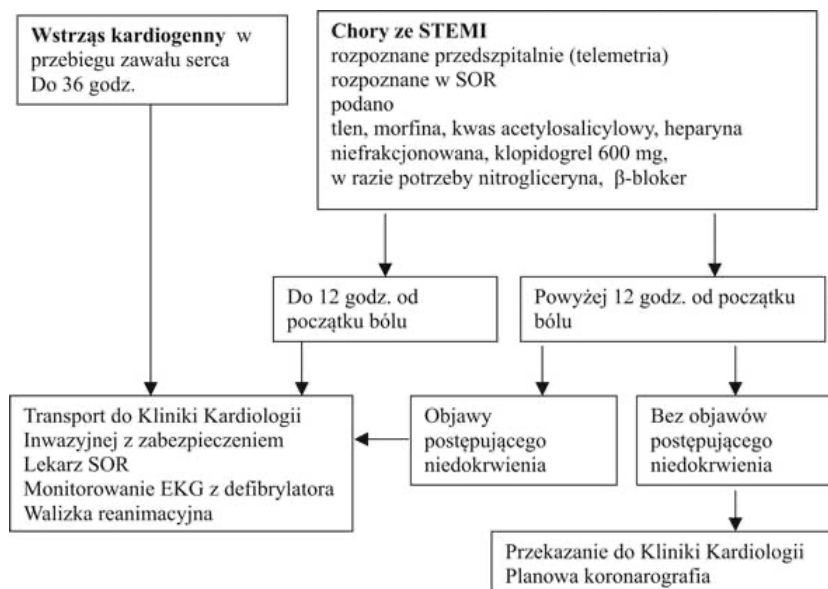 Wstrząs kardiogenny w
przebiegu zawału serca
Do 36 godz.
Chory ze STEMI
rozpoznane przedszpitalnie (telemetria)
rozpoznane w SOR
podano
tlen, morfina, kwas acetylosalicylowy, heparyna
niefrakcjonowana, klopidogrel 600 mg,
w razie potrzeby nitrogliceryna, β-bloker
Do 12 godz. od
początku bólu
Powyżej 12 godz. od początku
bólu
Transport do Kliniki Kardiologii
Inwazyjnej z zabezpieczeniem
Lekarz SOR
Monitorowanie EKG z defibrylatora
Walizka reanimacyjna
Objawy
postępującego
niedokrwienia
Bez objawów
postępującego
niedokrwienia
Przekazanie do Kliniki Kardiologii
Planowa koronarografia